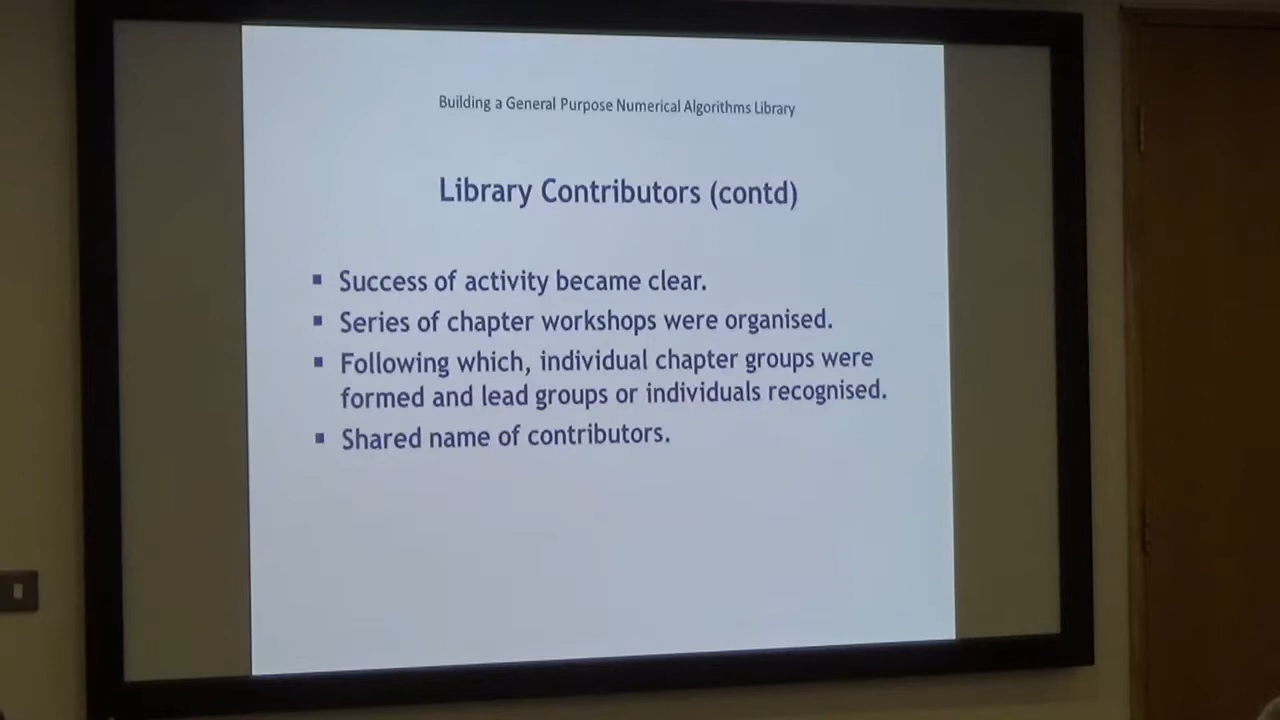 Building a General Purpose Numerical Algorithms Library
Library Contributors (contd)
▪ Success of activity became clear.
▪ Series of chapter workshops were organised.
▪ Following which, individual chapter groups were
formed and lead groups or individuals recognised.
▪ Shared name of contributors.